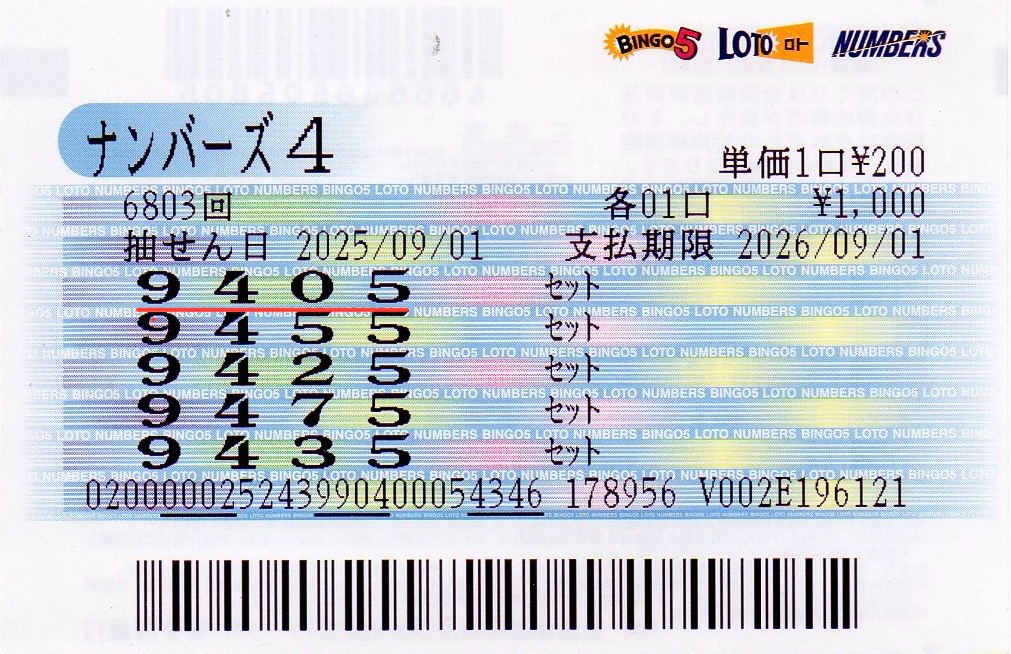 BINGO5 LOTO ロト NUMBERS
ナンバーズ4
単価1口¥200
6803回 各01口 ¥1,000
抽せん日 2025/09/01 支払期限 2026/09/01
9405 セット
9455 セット
9425 セット
9475 セット
9435 セット
020000025243990400054346 178956 V002E196121